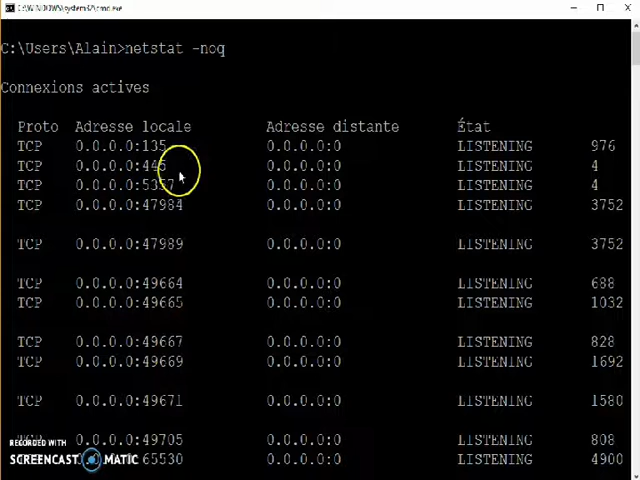 C:\WINDOWS\system32\cmd.exe
C:\Users\Alain>netstat -noq
Connexions actives
Proto Adresse locale Adresse distante État
TCP 0.0.0.0:135 0.0.0.0:0 LISTENING 976
TCP 0.0.0.0:445 0.0.0.0:0 LISTENING 4
TCP 0.0.0.0:5357 0.0.0.0:0 LISTENING 4
TCP 0.0.0.0:47984 0.0.0.0:0 LISTENING 3752
TCP 0.0.0.0:47989 0.0.0.0:0 LISTENING 3752
TCP 0.0.0.0:49664 0.0.0.0:0 LISTENING 688
TCP 0.0.0.0:49665 0.0.0.0:0 LISTENING 1032
TCP 0.0.0.0:49667 0.0.0.0:0 LISTENING 828
TCP 0.0.0.0:49669 0.0.0.0:0 LISTENING 1692
TCP 0.0.0.0:49671 0.0.0.0:0 LISTENING 1580
TCP 0.0.0.0:49705 0.0.0.0:0 LISTENING 808
0.0.0.0:65530 0.0.0.0:0 LISTENING 4900
RECORDED WITH
SCREENCAST MATIC